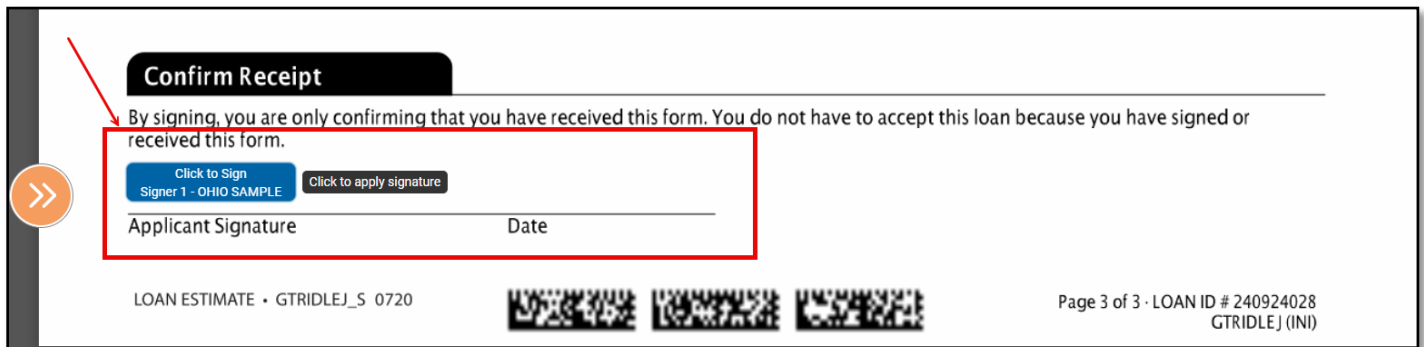 Confirm Receipt
By signing, you are only confirming that you have received this form. You do not have to accept this loan because you have signed or
received this form.
Click to Sign
Signer 1 - OHIO SAMPLE
Click to apply signature
Applicant Signature Date
LOAN ESTIMATE • GTRIDLEJ_S 0720
Page 3 of 3 · LOAN ID # 240924028
GTRIDLEJ (INI)